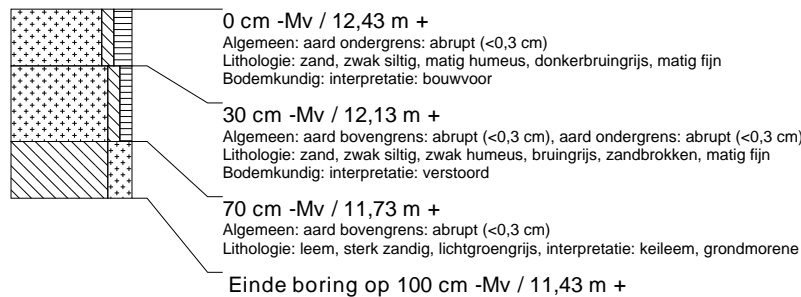 0 cm -Mv / 12,43 m +
Algemeen: aard ondergrens: abrupt (<0,3 cm)
Lithologie: zand, zwak siltig, matig humeus, donkerbruingrijs, matig fijn
Bodemkundig: interpretatie: bouwvoor
30 cm -Mv / 12,13 m +
Algemeen: aard bovengrens: abrupt (<0,3 cm), aard ondergrens: abrupt (<0,3 cm)
Lithologie: zand, zwak siltig, zwak humeus, bruingrijs, zandbrokken, matig fijn
Bodemkundig: interpretatie: verstoord
70 cm -Mv / 11,73 m +
Algemeen: aard bovengrens: abrupt (<0,3 cm)
Lithologie: leem, sterk zandig, lichtgroengrijs, interpretatie: keileem, grondmorene
Einde boring op 100 cm -Mv / 11,43 m +